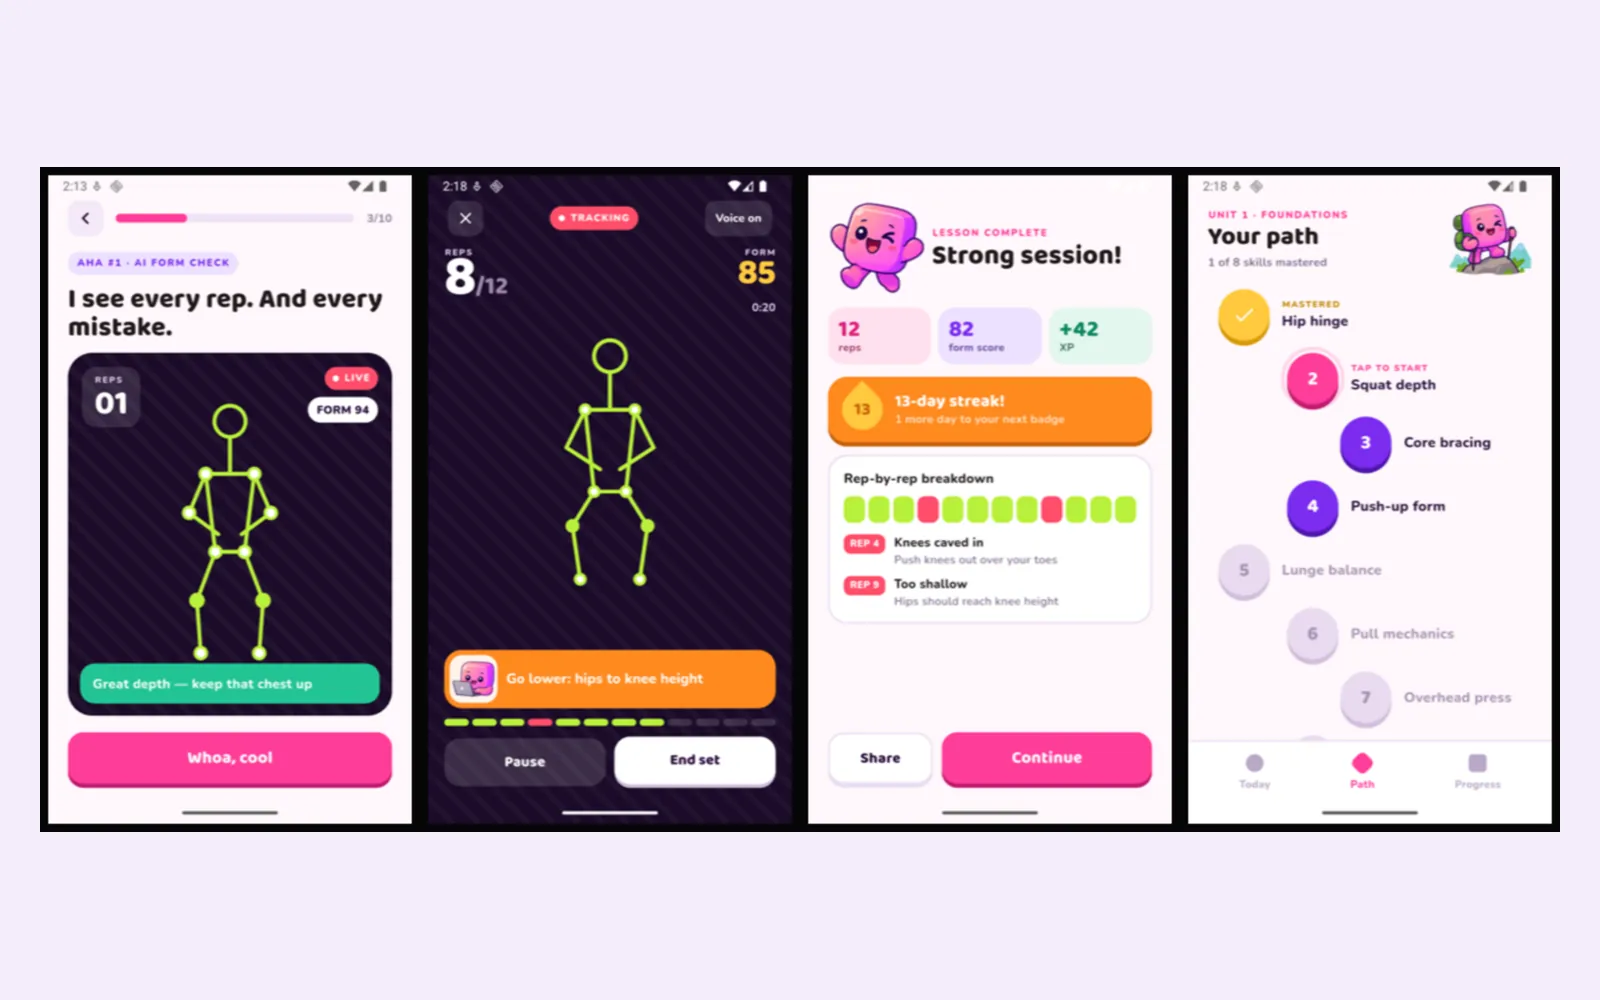 2:13
3/10
AHA #1 · AI FORM CHECK
I see every rep. And every
mistake.
REPS
01
LIVE
FORM 94
Great depth — keep that chest up
Whoa, cool
2:18
TRACKING
Voice on
REPS
8/12
FORM
85
0:20
Go lower: hips to knee height
Pause
End set
LESSON COMPLETE
Strong session!
12
reps
82
form score
+42
XP
13
13-day streak!
1 more day to your next badge
Rep-by-rep breakdown
REP 4
Knees caved in
Push knees out over your toes
REP 9
Too shallow
Hips should reach knee height
Share
Continue
2:18
UNIT 1 · FOUNDATIONS
Your path
1 of 8 skills mastered
MASTERED
Hip hinge
2
TAP TO START
Squat depth
3
Core bracing
4
Push-up form
5
Lunge balance
6
Pull mechanics
7
Overhead press
Today
Path
Progress